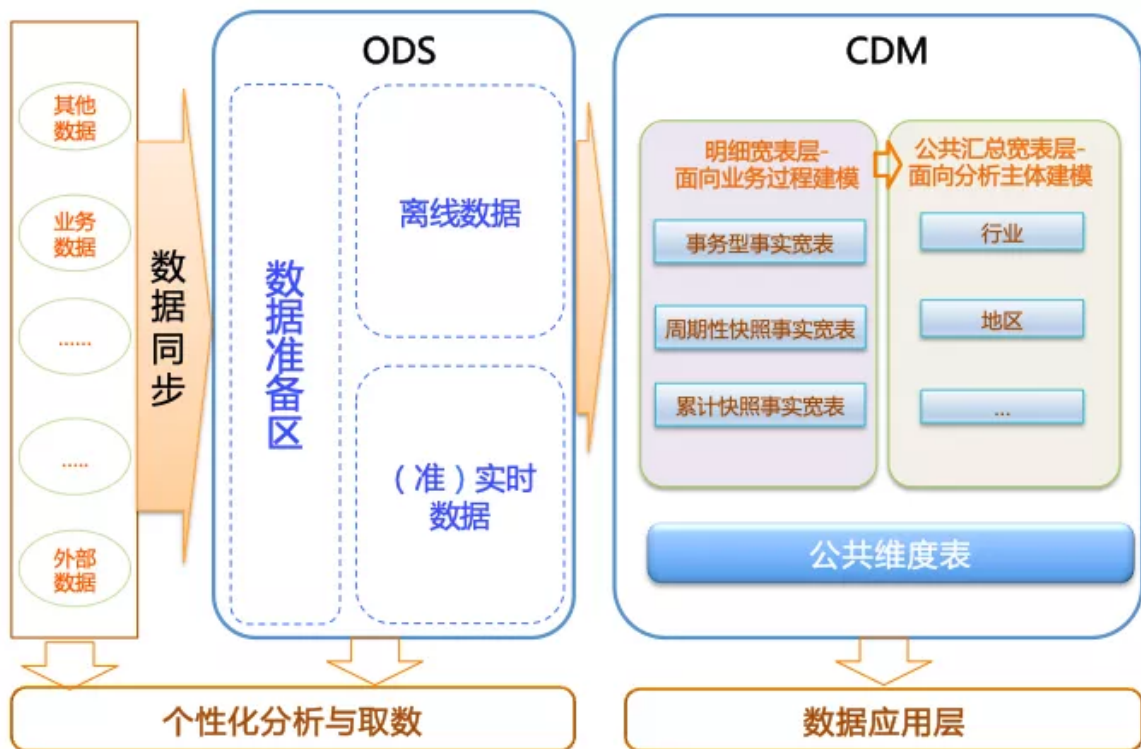 其他
数据
业务
数据
......
.....
外部
数据
数据同步
ODS
数据准备区
离线数据
（准）实时
数据
CDM
明细宽表层-
面向业务过程建模
事务型事实宽表
周期性快照事实宽表
累计快照事实宽表
公共汇总宽表层-
面向分析主体建模
行业
地区
...
公共维度表
个性化分析与取数
数据应用层